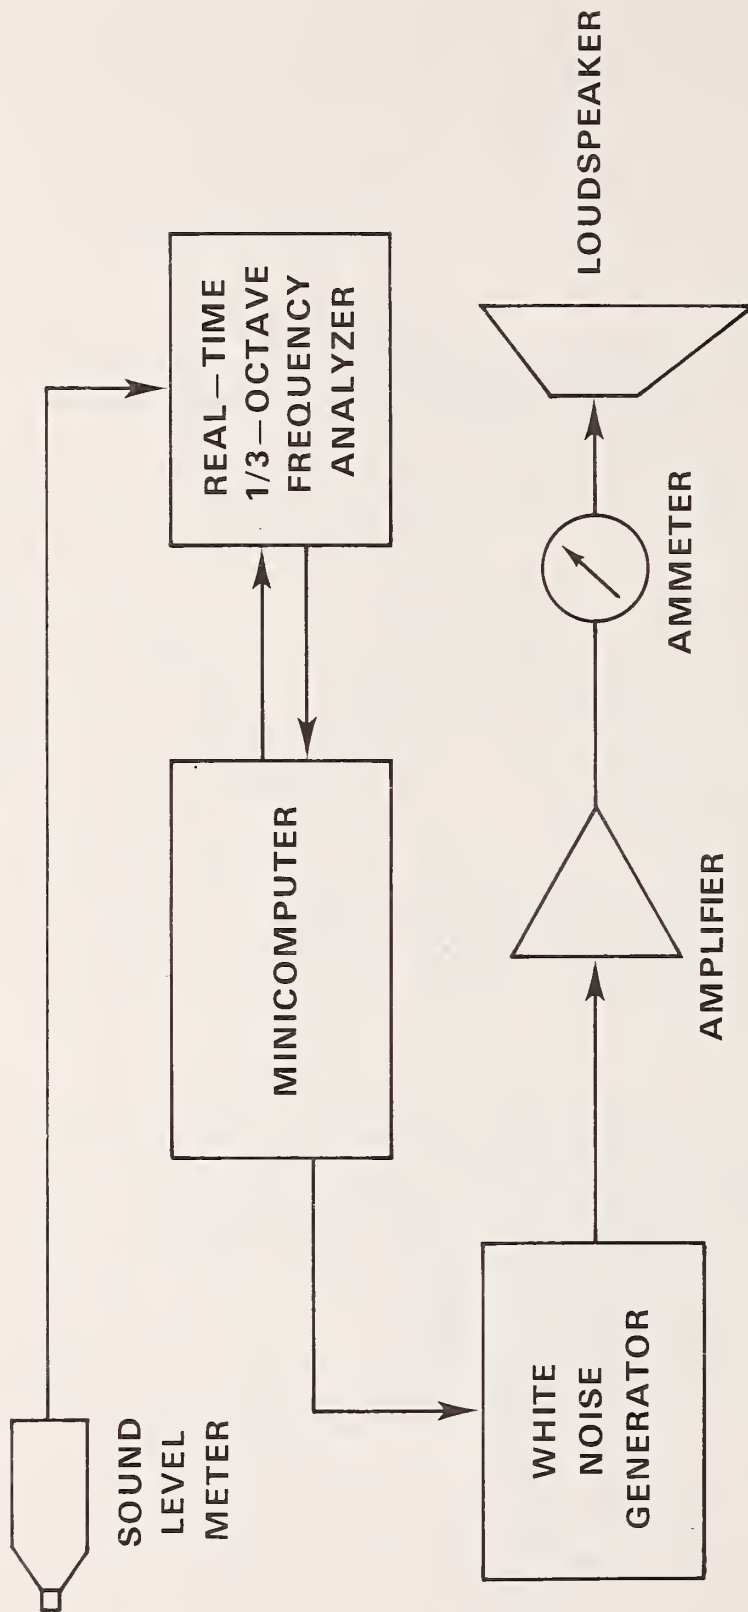 SOUND
LEVEL
METER
REAL—TIME
1/3—OCTAVE
FREQUENCY
ANALYZER
MINICOMPUTER
WHITE
NOISE
GENERATOR
AMPLIFIER
AMMETER
LOUDSPEAKER